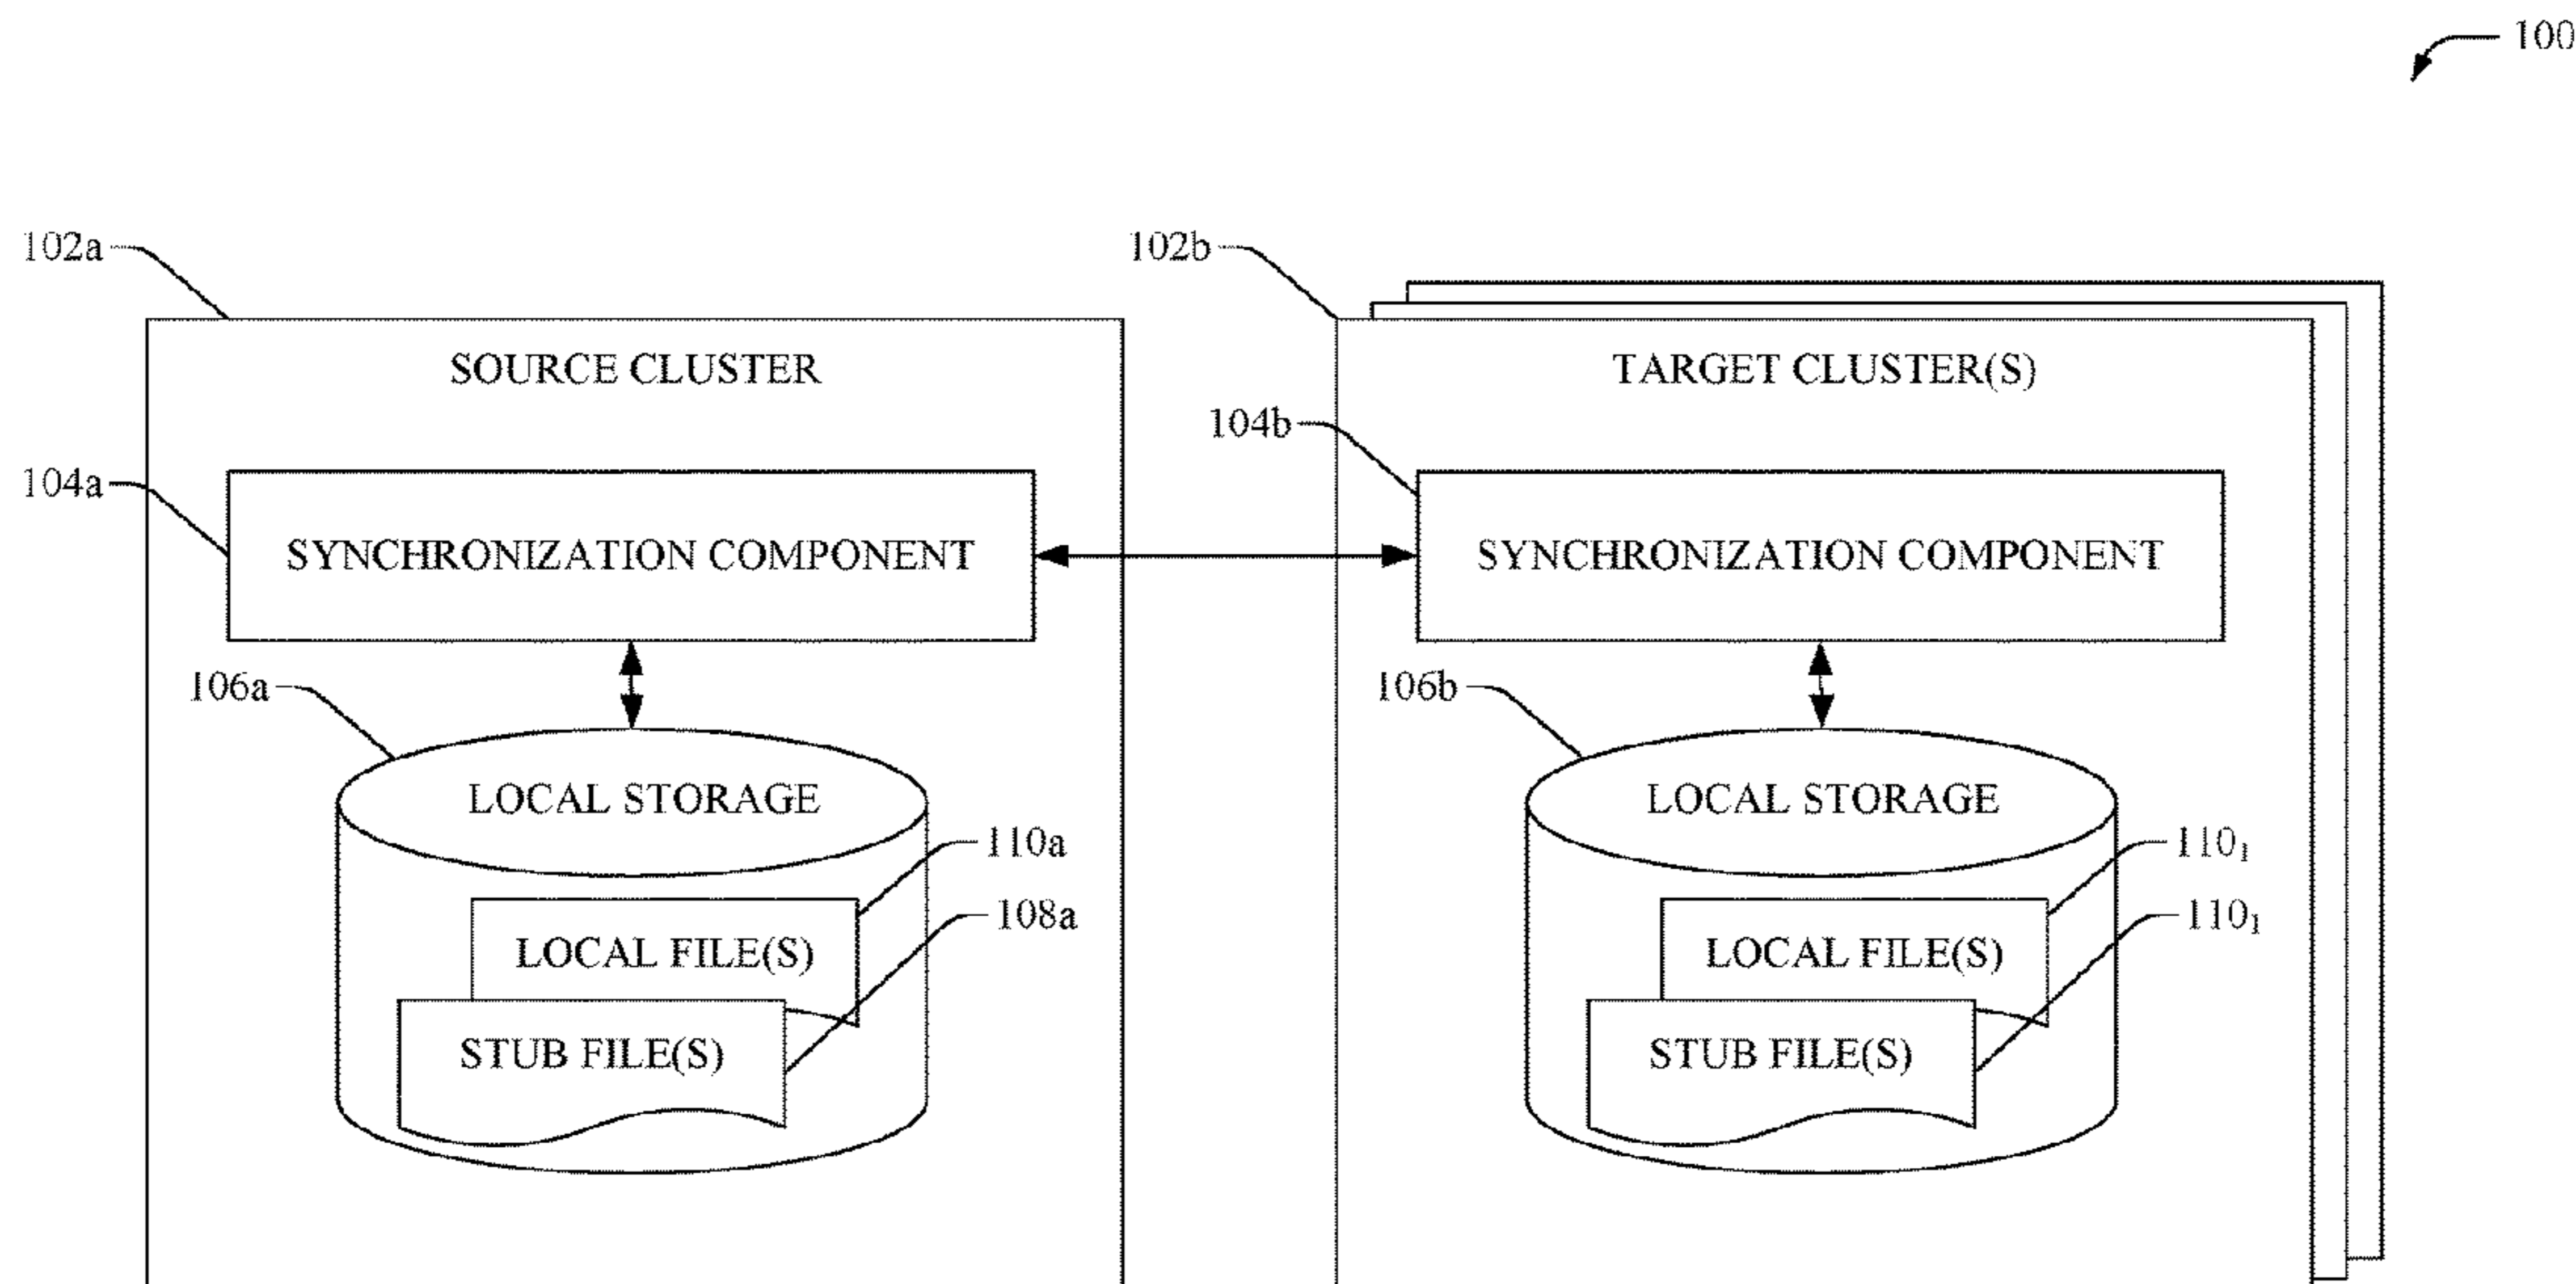 100
102a
102b
SOURCE CLUSTER
TARGET CLUSTER(S)
104b
104a
SYNCHRONIZATION COMPONENT
SYNCHRONIZATION COMPONENT
106a
106b
LOCAL STORAGE
LOCAL STORAGE
110a
110₁
108a
110₁
LOCAL FILE(S)
LOCAL FILE(S)
STUB FILE(S)
STUB FILE(S)